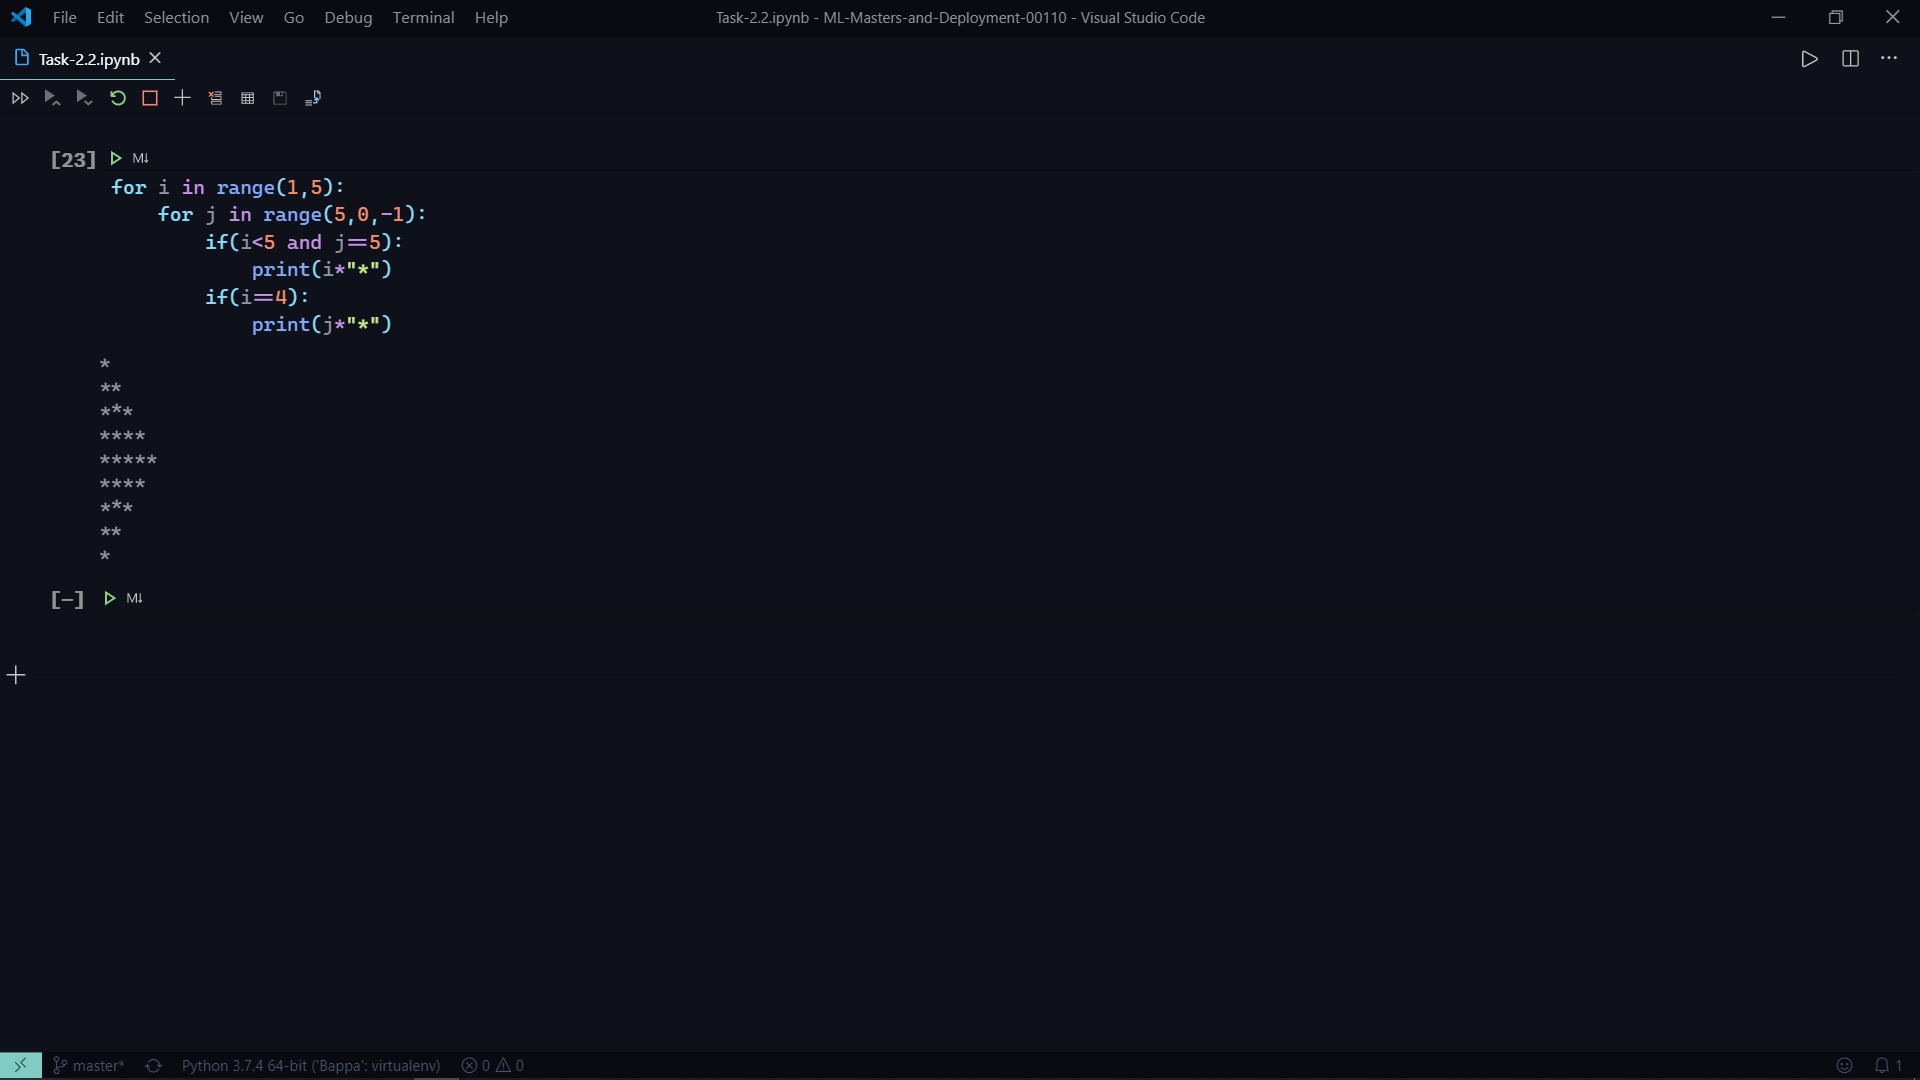 File Edit Selection View Go Debug Terminal Help
Task-2.2.ipynb - ML-Masters-and-Deployment-00110 - Visual Studio Code
Task-2.2.ipynb
[23] M↓
for i in range(1,5):
    for j in range(5,0,-1):
        if(i<5 and j==5):
            print(i*"*")
        if(i==4):
            print(j*"*")
*
**
***
****
*****
****
***
**
*
[-] M↓
master* Python 3.7.4 64-bit ('Bappa': virtualenv) 0 0 1